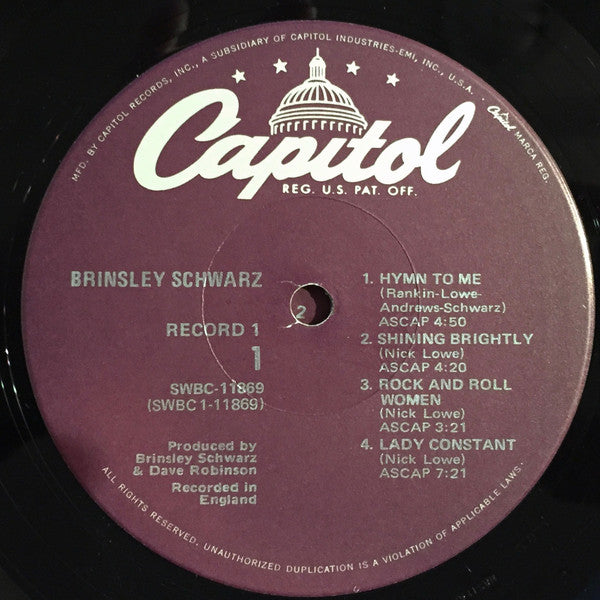 MFD. BY CAPITOL RECORDS, INC., A SUBSIDIARY OF CAPITOL INDUSTRIES-EMI, INC., U.S.A. . Capitol MARCA REG.
Capitol
REG. U.S. PAT. OFF.
BRINSLEY SCHWARZ
RECORD 1
1
SWBC-11869
(SWBC 1-11869)
Produced by
Brinsley Schwarz
& Dave Robinson
Recorded in
England
2
1. HYMN TO ME
(Rankin-Lowe-
Andrews-Schwarz)
ASCAP 4:50
2. SHINING BRIGHTLY
(Nick Lowe)
ASCAP 4:20
3. ROCK AND ROLL
WOMEN
(Nick Lowe)
ASCAP 3:21
4. LADY CONSTANT
(Nick Lowe)
ASCAP 7:21
ALL RIGHTS RESERVED. UNAUTHORIZED DUPLICATION IS A VIOLATION OF APPLICABLE LAWS.